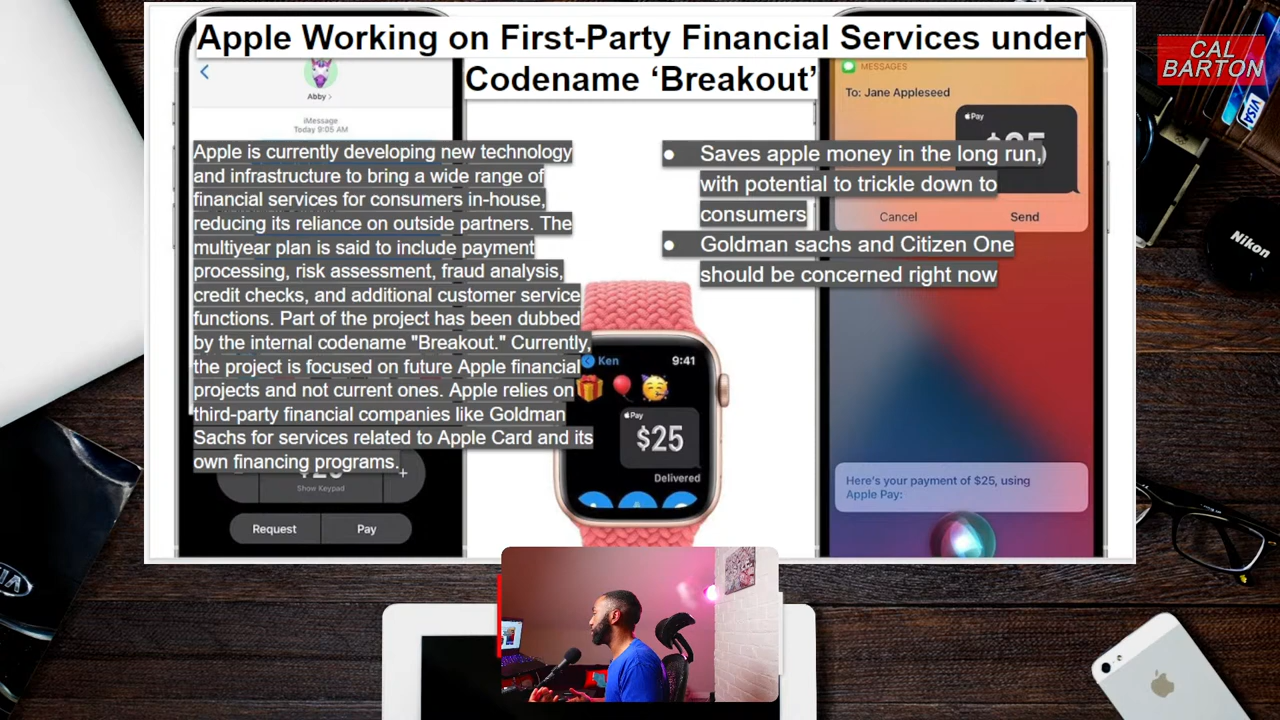 Apple Working on First-Party Financial Services under
Codename ‘Breakout’
CAL
BARTON
VISA
Nikon
Abby >
iMessage
Today 9:05 AM
Apple is currently developing new technology
and infrastructure to bring a wide range of
financial services for consumers in-house,
reducing its reliance on outside partners. The
multiyear plan is said to include payment
processing, risk assessment, fraud analysis,
credit checks, and additional customer service
functions. Part of the project has been dubbed
by the internal codename "Breakout." Currently,
the project is focused on future Apple financial
projects and not current ones. Apple relies on
third-party financial companies like Goldman
Sachs for services related to Apple Card and its
own financing programs.
+
Show Keypad
Request
Pay
● Saves apple money in the long run,
with potential to trickle down to
consumers
● Goldman sachs and Citizen One
should be concerned right now
Ken
9:41
Pay
$25
Delivered
MESSAGES
To: Jane Appleseed
Pay
Cancel
Send
Here's your payment of $25, using
Apple Pay: